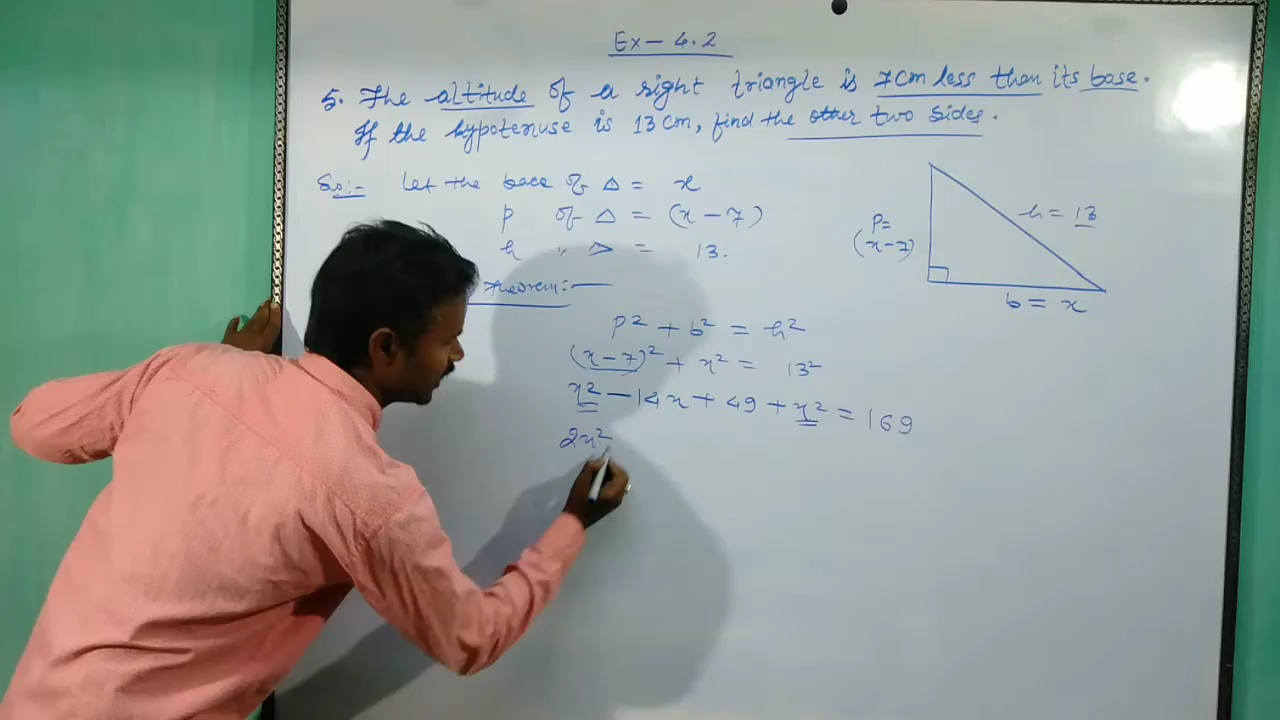 Ex - 4.2
5. The altitude of a right triangle is 7cm less than its base.
If the hypotenuse is 13 cm, find the other two sides.
So:- Let the base of Δ = x
p of Δ = (x - 7)
h " Δ = 13.
Theorem:-
p² + b² = h²
(x - 7)² + x² = 13²
x² - 14x + 49 + x² = 169
2x²
p =
(x-7)
h = 13
b = x